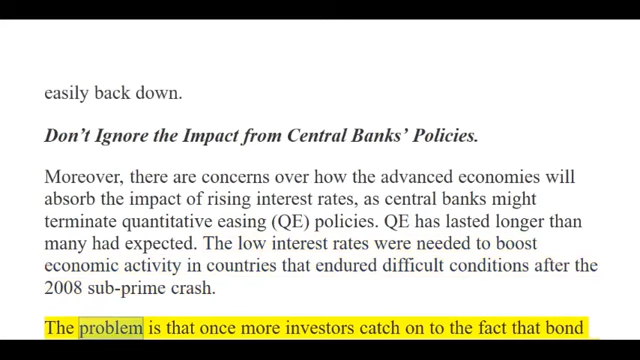 easily back down.
Don't Ignore the Impact from Central Banks' Policies.
Moreover, there are concerns over how the advanced economies will
absorb the impact of rising interest rates, as central banks might
terminate quantitative easing (QE) policies. QE has lasted longer than
many had expected. The low interest rates were needed to boost
economic activity in countries that endured difficult conditions after the
2008 sub-prime crash.
The problem is that once more investors catch on to the fact that bond